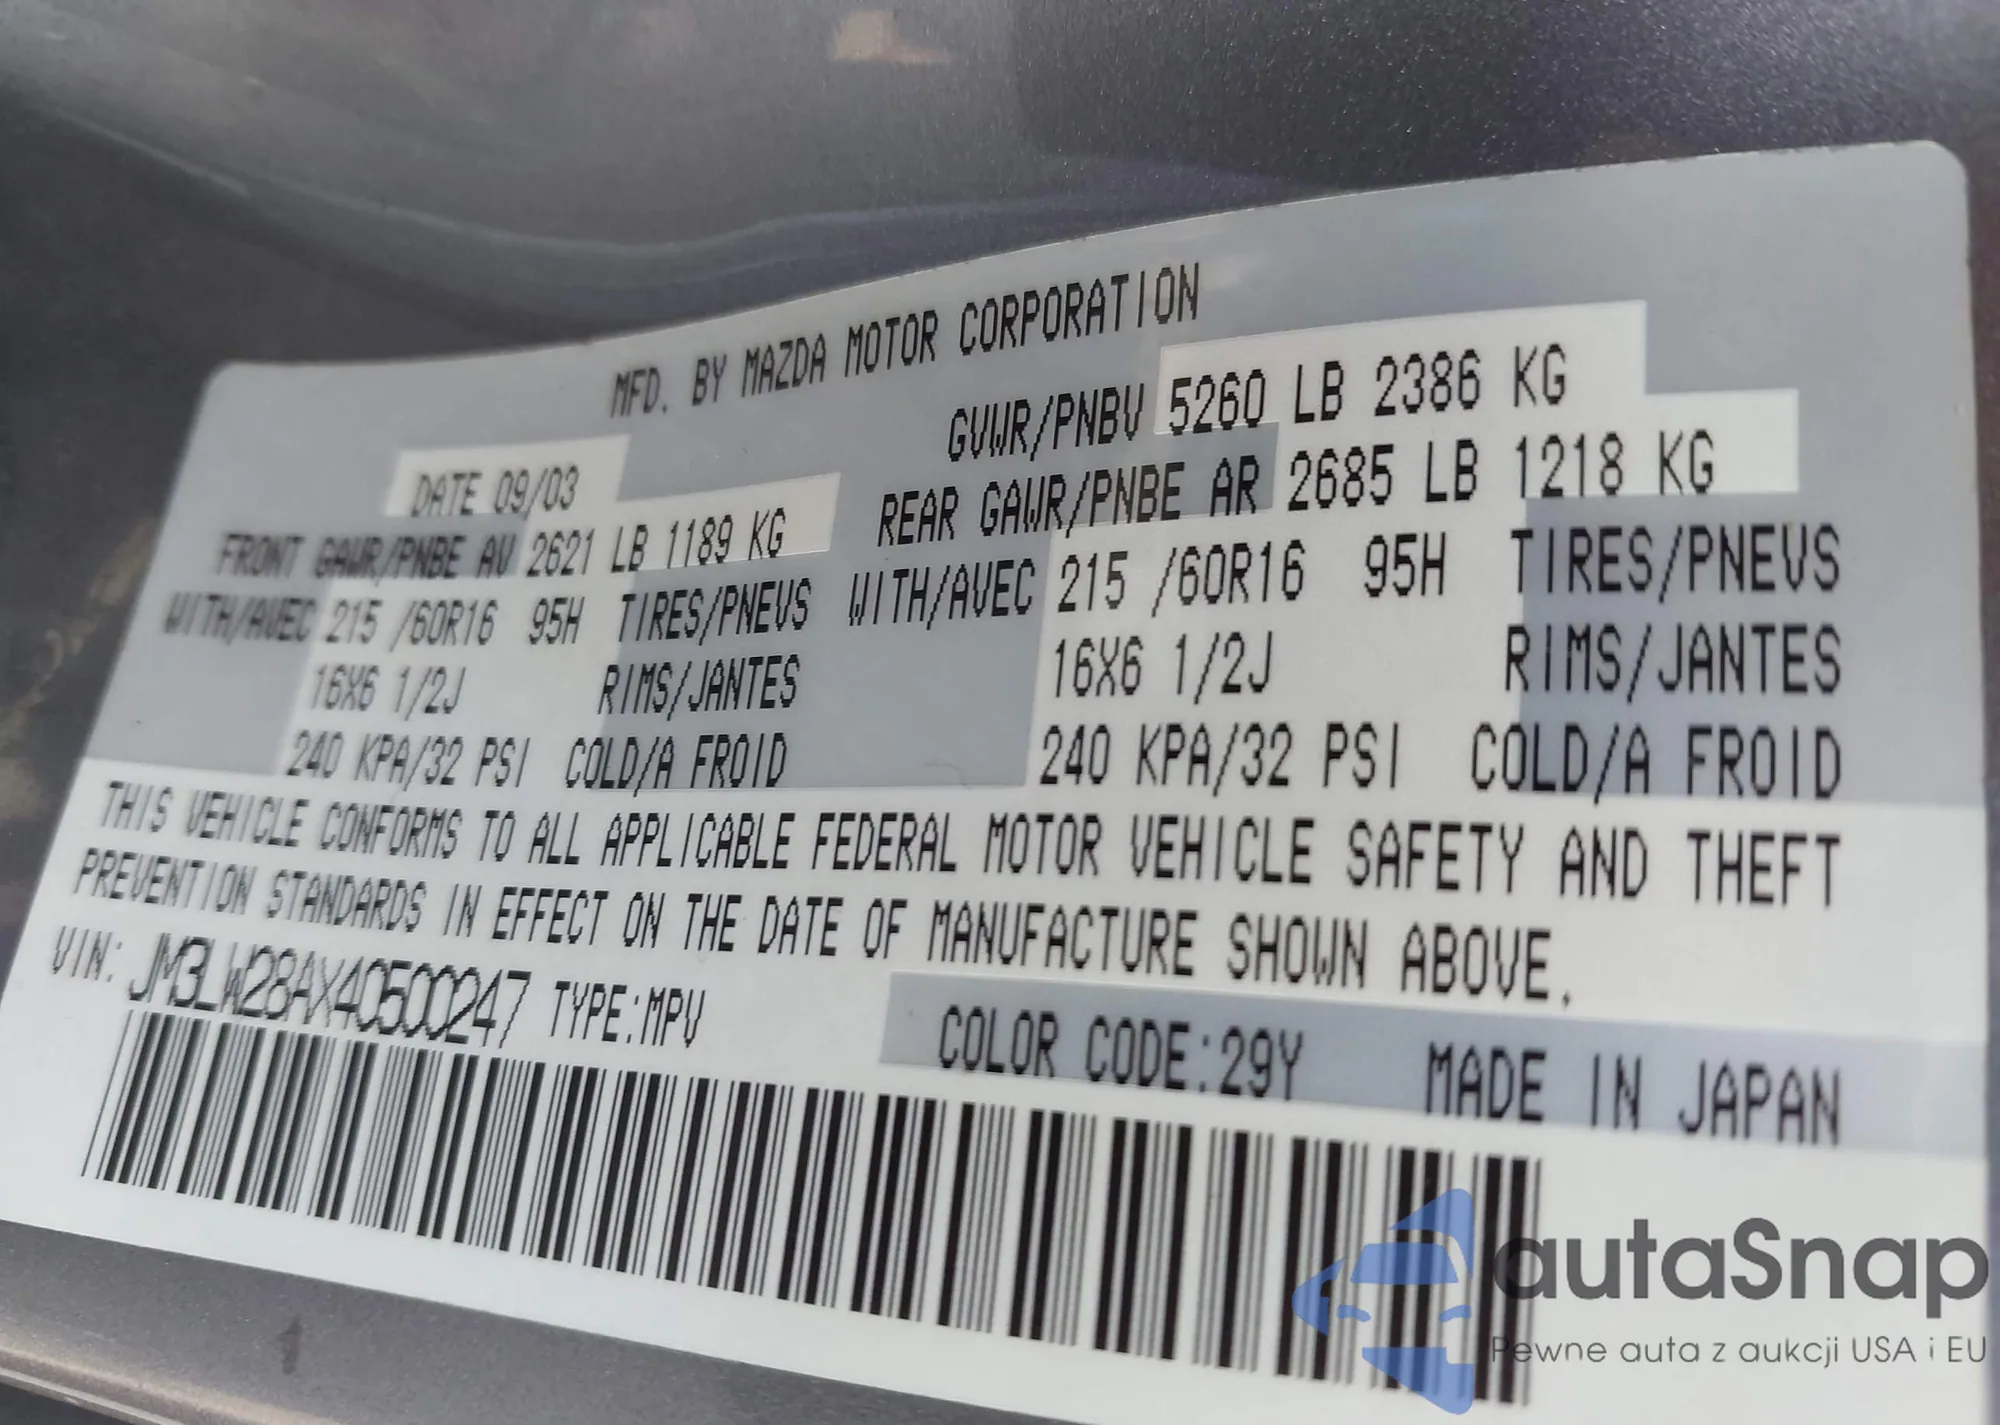 MFD. BY MAZDA MOTOR CORPORATION
DATE 09/03 GVWR/PNBV 5260 LB 2386 KG
FRONT GAWR/PNBE AV 2621 LB 1189 KG REAR GAWR/PNBE AR 2685 LB 1218 KG
WITH/AVEC 215 /60R16 95H TIRES/PNEVS WITH/AVEC 215 /60R16 95H TIRES/PNEVS
16X6 1/2J RIMS/JANTES 16X6 1/2J RIMS/JANTES
240 KPA/32 PSI COLD/A FROID 240 KPA/32 PSI COLD/A FROID
THIS VEHICLE CONFORMS TO ALL APPLICABLE FEDERAL MOTOR VEHICLE SAFETY AND THEFT
PREVENTION STANDARDS IN EFFECT ON THE DATE OF MANUFACTURE SHOWN ABOVE.
VIN: JM3LW28AX40500247 TYPE:MPV COLOR CODE:29Y MADE IN JAPAN
autaSnap
Pewne auta z aukcji USA i EU